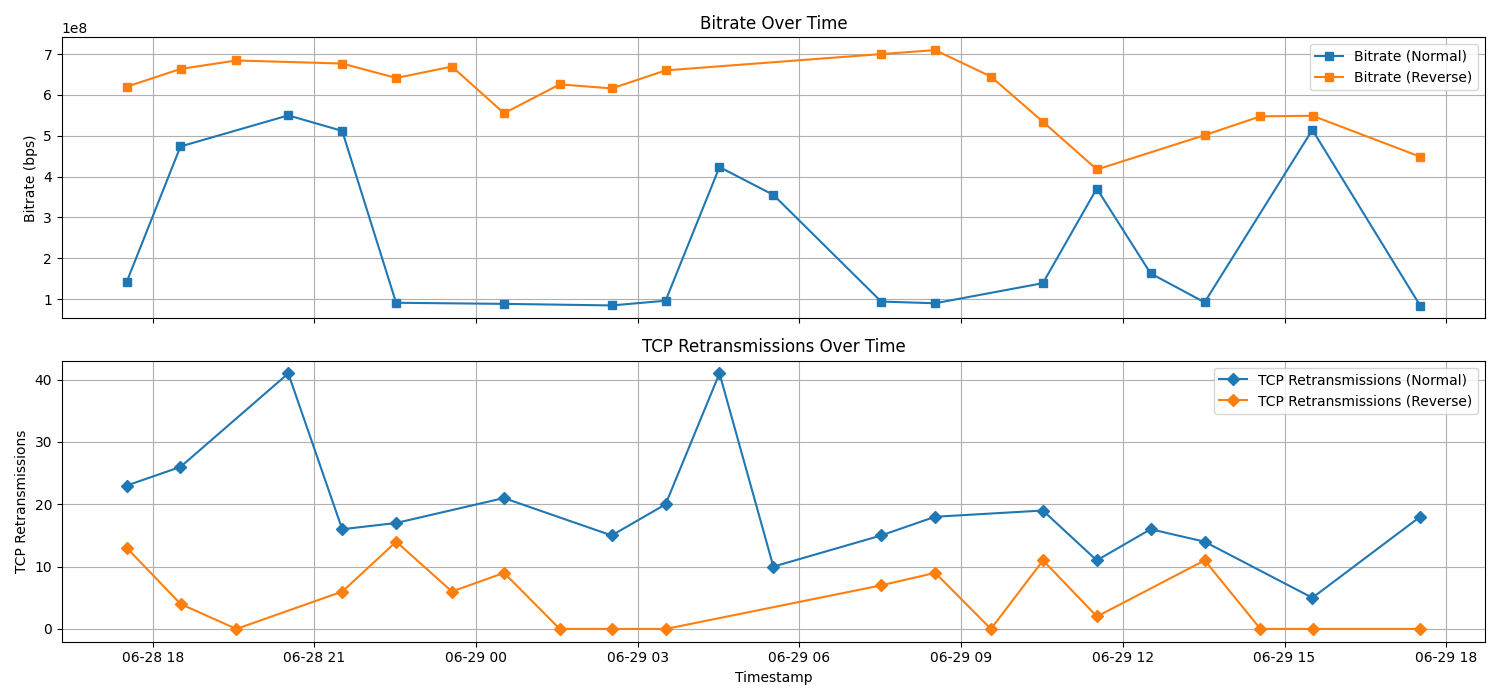 Bitrate Over Time
1e8
7
6
5
4
3
2
1
Bitrate (bps)
Bitrate (Normal)
Bitrate (Reverse)
TCP Retransmissions Over Time
40
30
20
10
0
TCP Retransmissions
TCP Retransmissions (Normal)
TCP Retransmissions (Reverse)
06-28 18 06-28 21 06-29 00 06-29 03 06-29 06 06-29 09 06-29 12 06-29 15 06-29 18
Timestamp